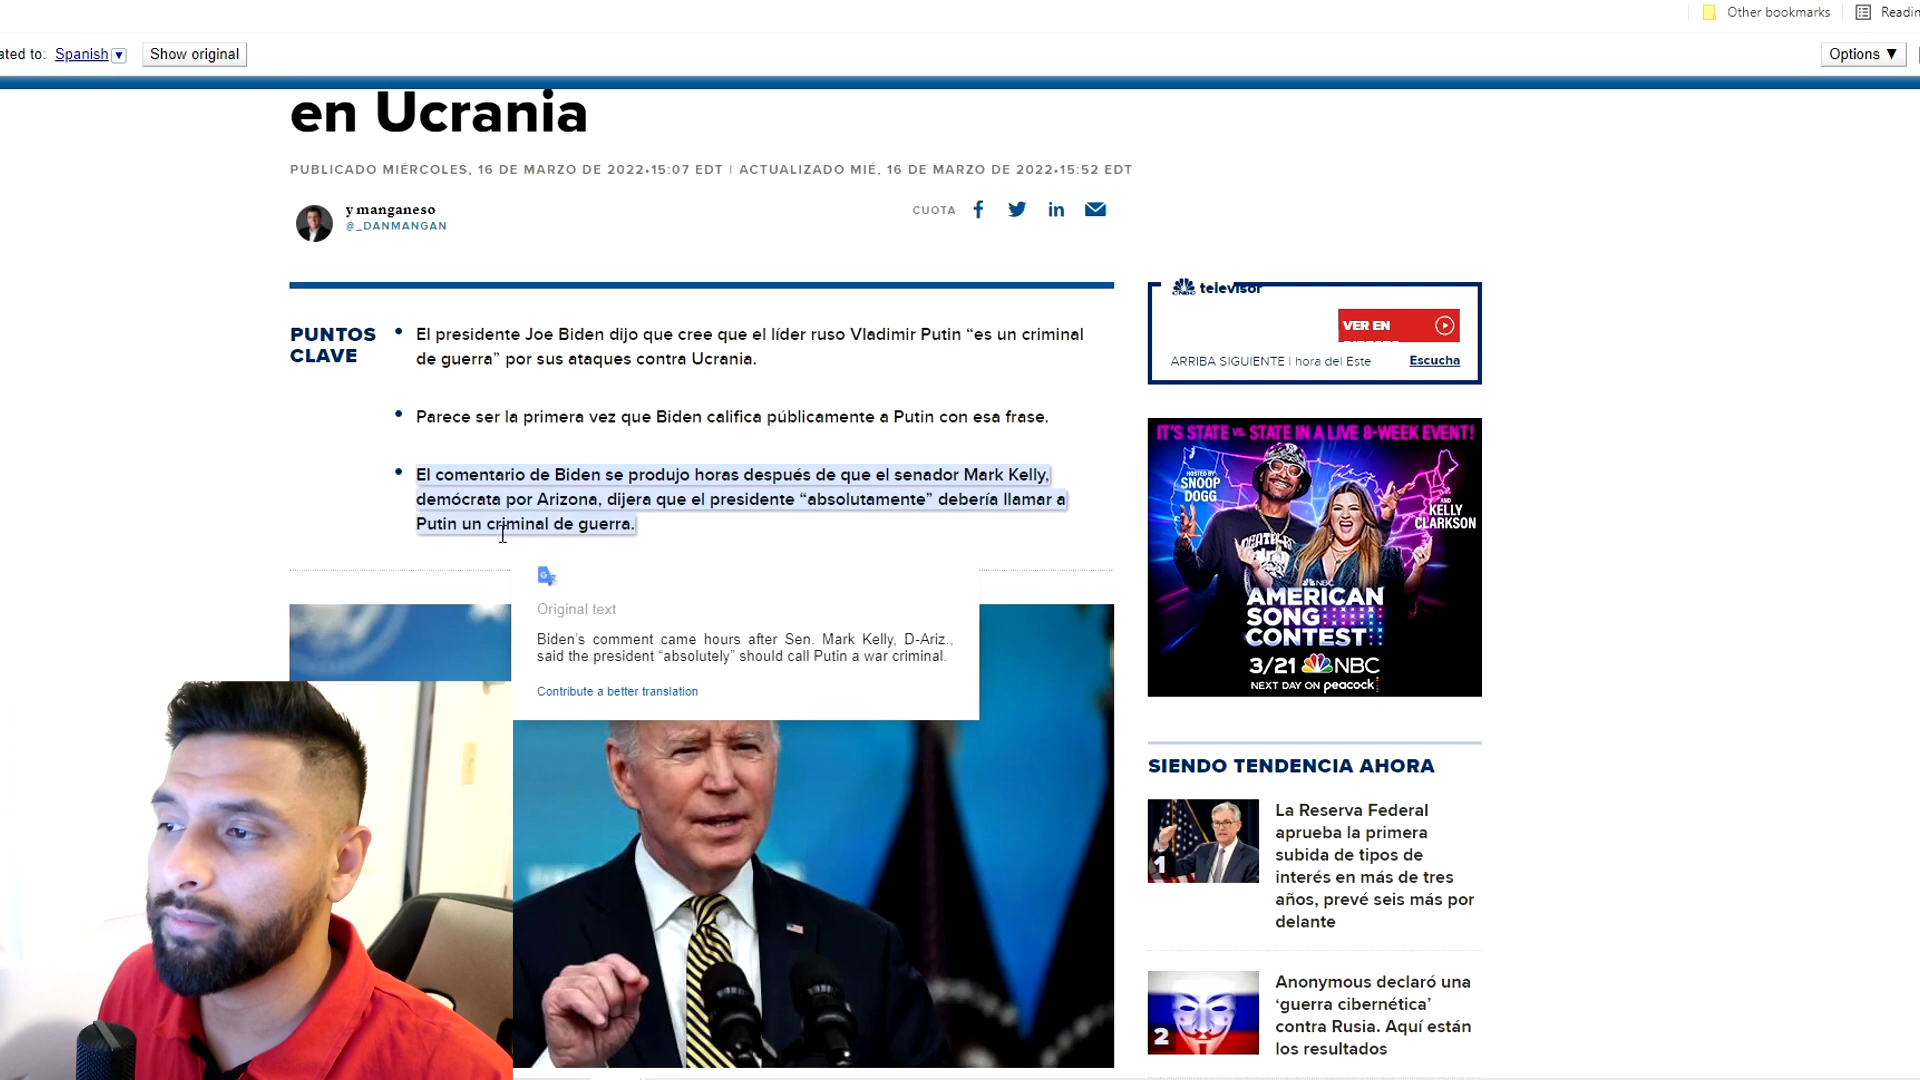 Other bookmarks
Readin
ated to: Spanish ▼ Show original
Options ▼
en Ucrania
PUBLICADO MIÉRCOLES, 16 DE MARZO DE 2022•15:07 EDT | ACTUALIZADO MIÉ, 16 DE MARZO DE 2022•15:52 EDT
y manganeso
@_DANMANGAN
CUOTA
PUNTOS
CLAVE
El presidente Joe Biden dijo que cree que el líder ruso Vladimir Putin “es un criminal
de guerra” por sus ataques contra Ucrania.
Parece ser la primera vez que Biden califica públicamente a Putin con esa frase.
El comentario de Biden se produjo horas después de que el senador Mark Kelly,
demócrata por Arizona, dijera que el presidente “absolutamente” debería llamar a
Putin un criminal de guerra.
Original text
Biden’s comment came hours after Sen. Mark Kelly, D-Ariz.,
said the president “absolutely” should call Putin a war criminal.
Contribute a better translation
CNBC televisor
VER EN
ARRIBA SIGUIENTE | hora del Este
Escucha
IT'S STATE VS. STATE IN A LIVE 8-WEEK EVENT!
HOSTED BY
SNOOP
DOGG
AND
KELLY
CLARKSON
NBC
AMERICAN
SONG
CONTEST
3/21 NBC
NEXT DAY ON peacock
SIENDO TENDENCIA AHORA
1
La Reserva Federal
aprueba la primera
subida de tipos de
interés en más de tres
años, prevé seis más por
delante
2
Anonymous declaró una
‘guerra cibernética’
contra Rusia. Aquí están
los resultados